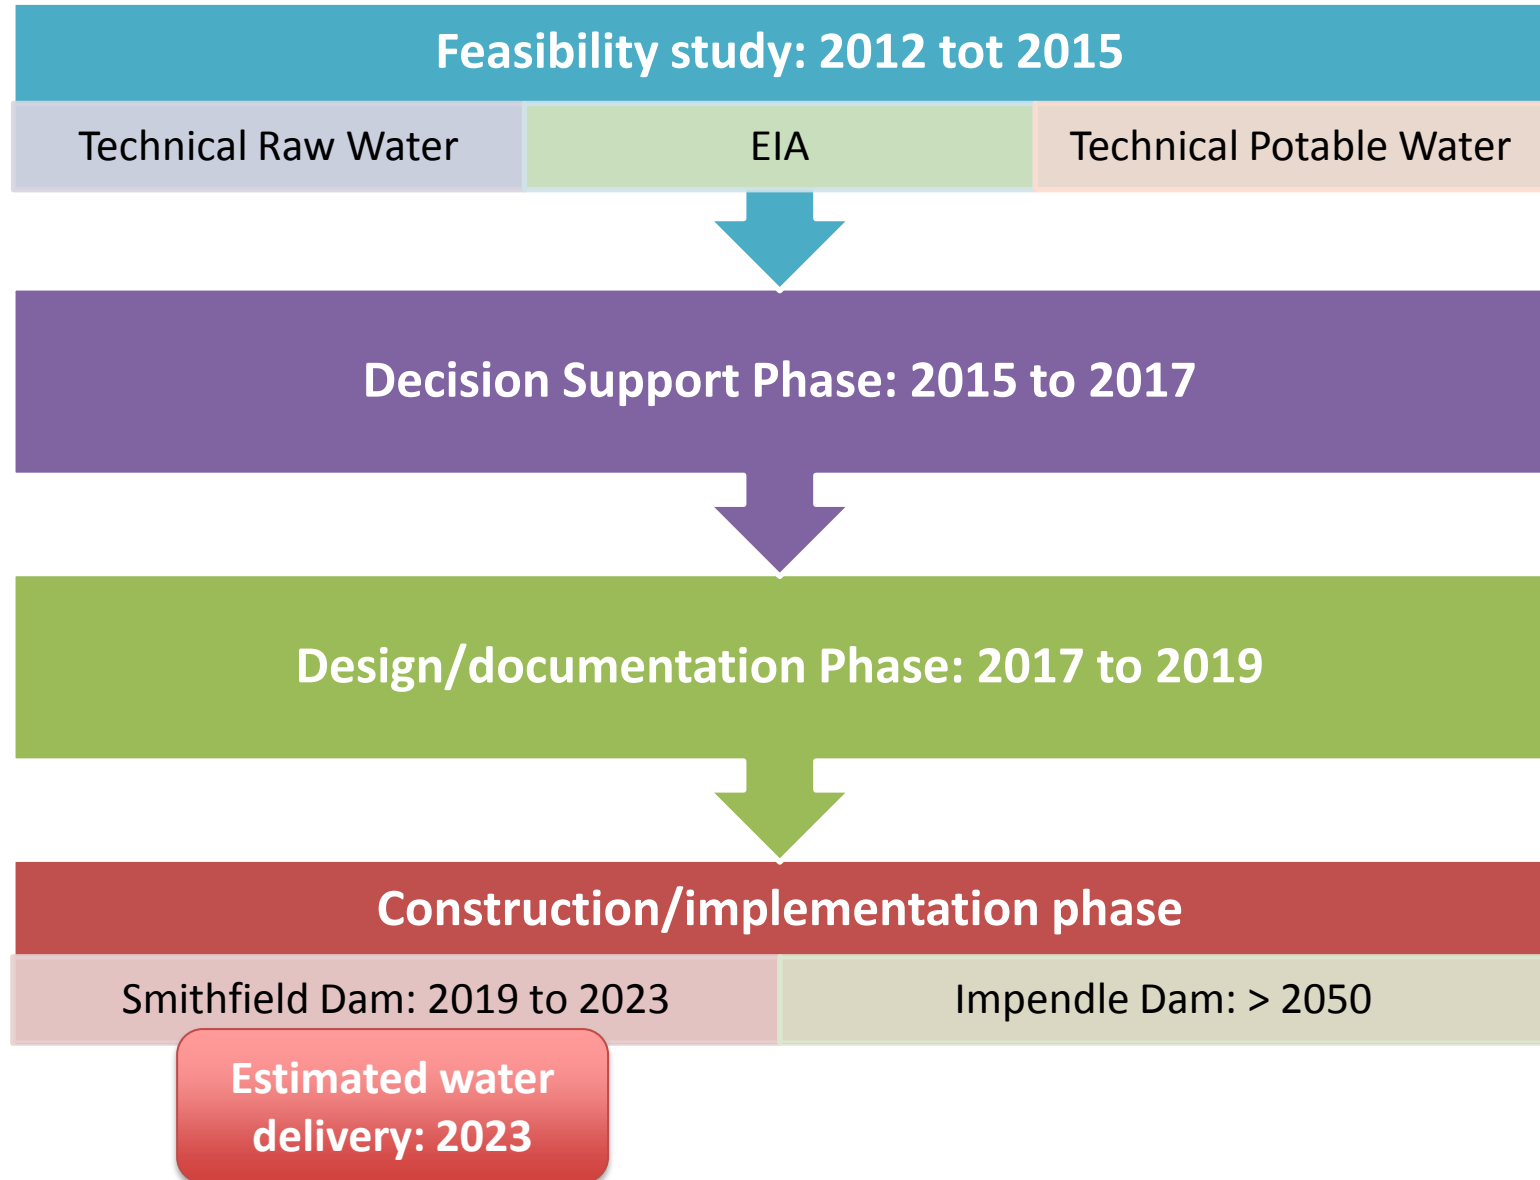 Feasibility study: 2012 tot 2015
Technical Raw Water
EIA
Technical Potable Water
Decision Support Phase: 2015 to 2017
Design/documentation Phase: 2017 to 2019
Construction/implementation phase
Smithfield Dam: 2019 to 2023
Impendle Dam: > 2050
Estimated water
delivery: 2023